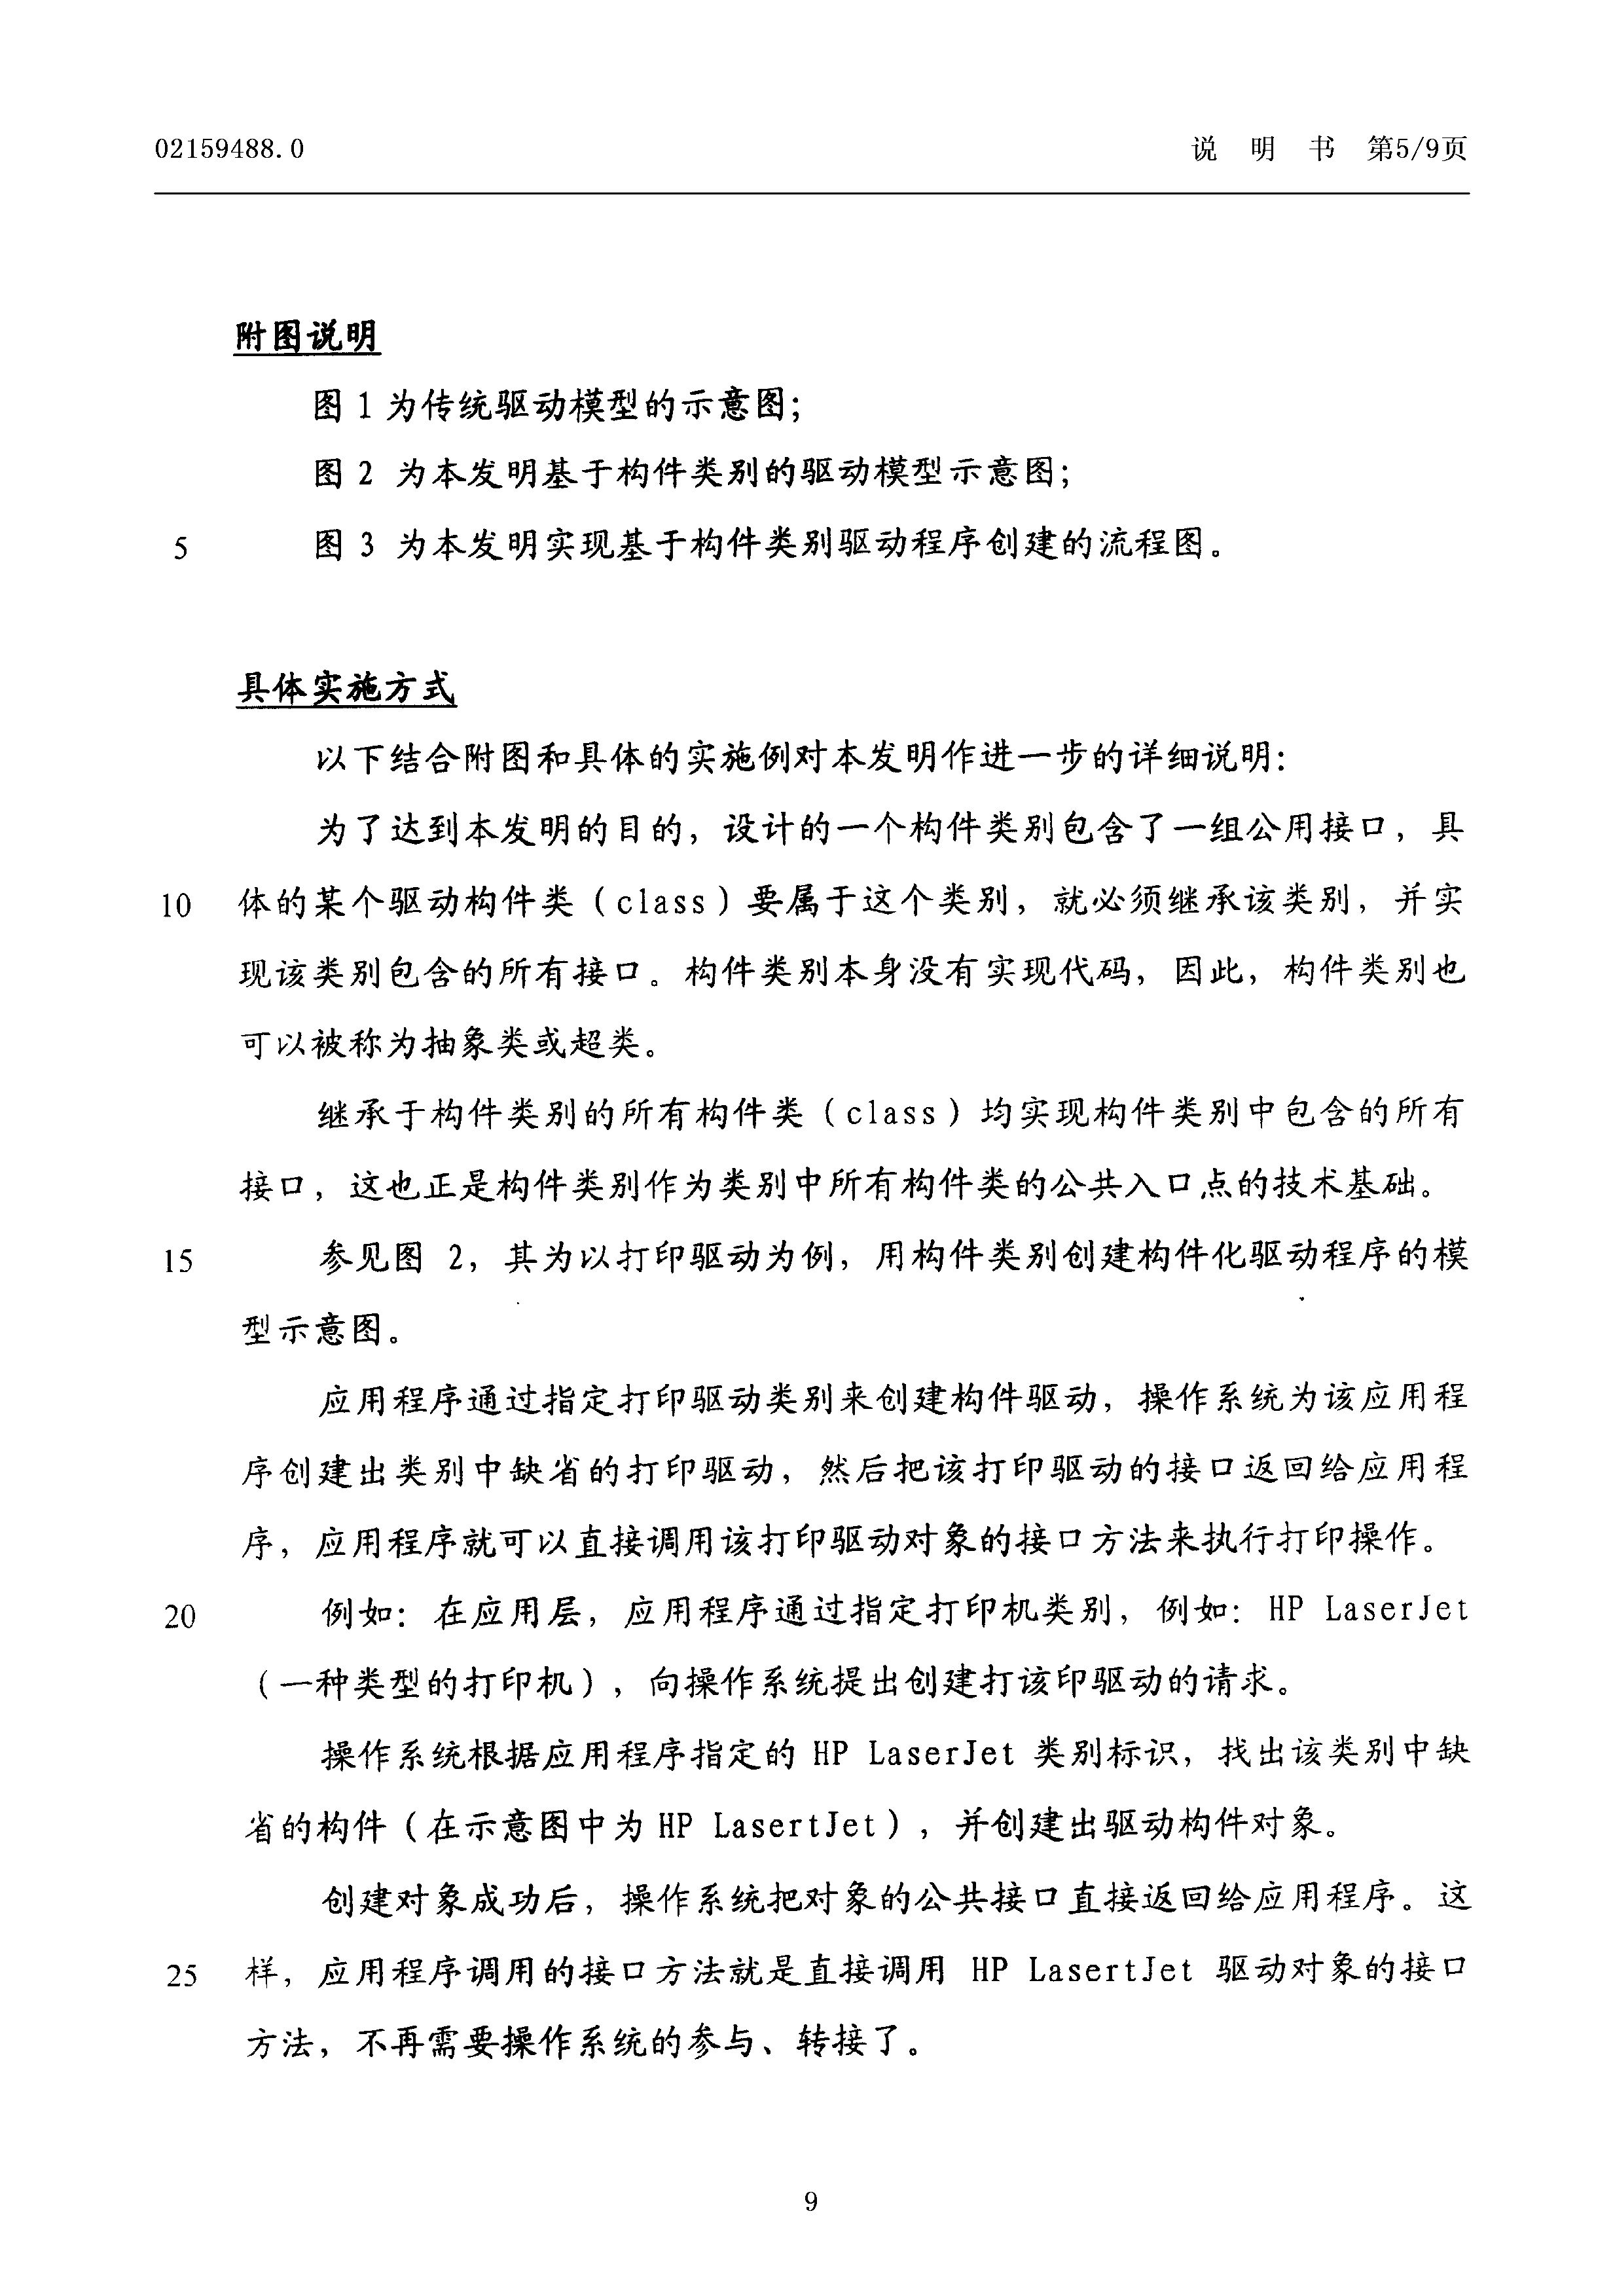 02159488.0 说 明 书 第5/9页
附图说明
图 1 为传统驱动模型的示意图；
图 2 为本发明基于构件类别的驱动模型示意图；
5 图 3 为本发明实现基于构件类别驱动程序创建的流程图。
具体实施方式
以下结合附图和具体的实施例对本发明作进一步的详细说明：
为了达到本发明的目的，设计的一个构件类别包含了一组公用接口，具
10 体的某个驱动构件类（class）要属于这个类别，就必须继承该类别，并实
现该类别包含的所有接口。构件类别本身没有实现代码，因此，构件类别也
可以被称为抽象类或超类。
继承于构件类别的所有构件类（class）均实现构件类别中包含的所有
接口，这也正是构件类别作为类别中所有构件类的公共入口点的技术基础。
15 参见图 2，其为以打印驱动为例，用构件类别创建构件化驱动程序的模
型示意图。
应用程序通过指定打印驱动类别来创建构件驱动，操作系统为该应用程
序创建出类别中缺省的打印驱动，然后把该打印驱动的接口返回给应用程
序，应用程序就可以直接调用该打印驱动对象的接口方法来执行打印操作。
20 例如：在应用层，应用程序通过指定打印机类别，例如：HP LaserJet
（一种类型的打印机），向操作系统提出创建打该印驱动的请求。
操作系统根据应用程序指定的 HP LaserJet 类别标识，找出该类别中缺
省的构件（在示意图中为 HP LasertJet），并创建出驱动构件对象。
创建对象成功后，操作系统把对象的公共接口直接返回给应用程序。这
25 样，应用程序调用的接口方法就是直接调用 HP LasertJet 驱动对象的接口
方法，不再需要操作系统的参与、转接了。
9